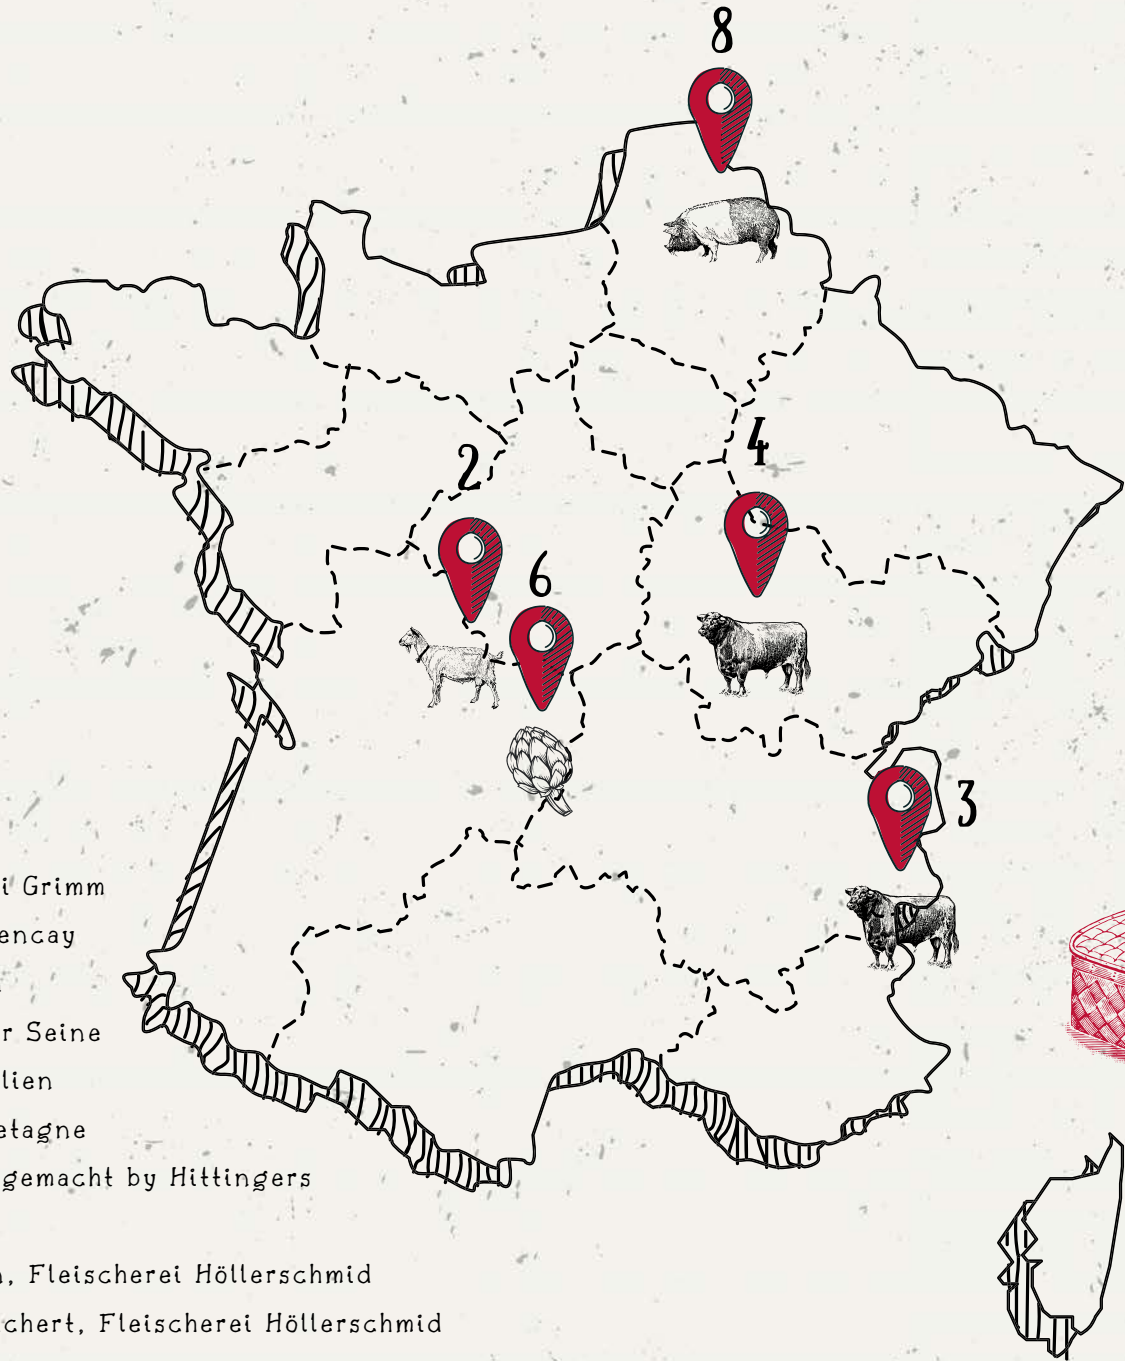 8
2
4
6
3
i Grimm
encay
r Seine
lien
etagne
gemacht by Hittingers
, Fleischerei Höllerschmid
chert, Fleischerei Höllerschmid